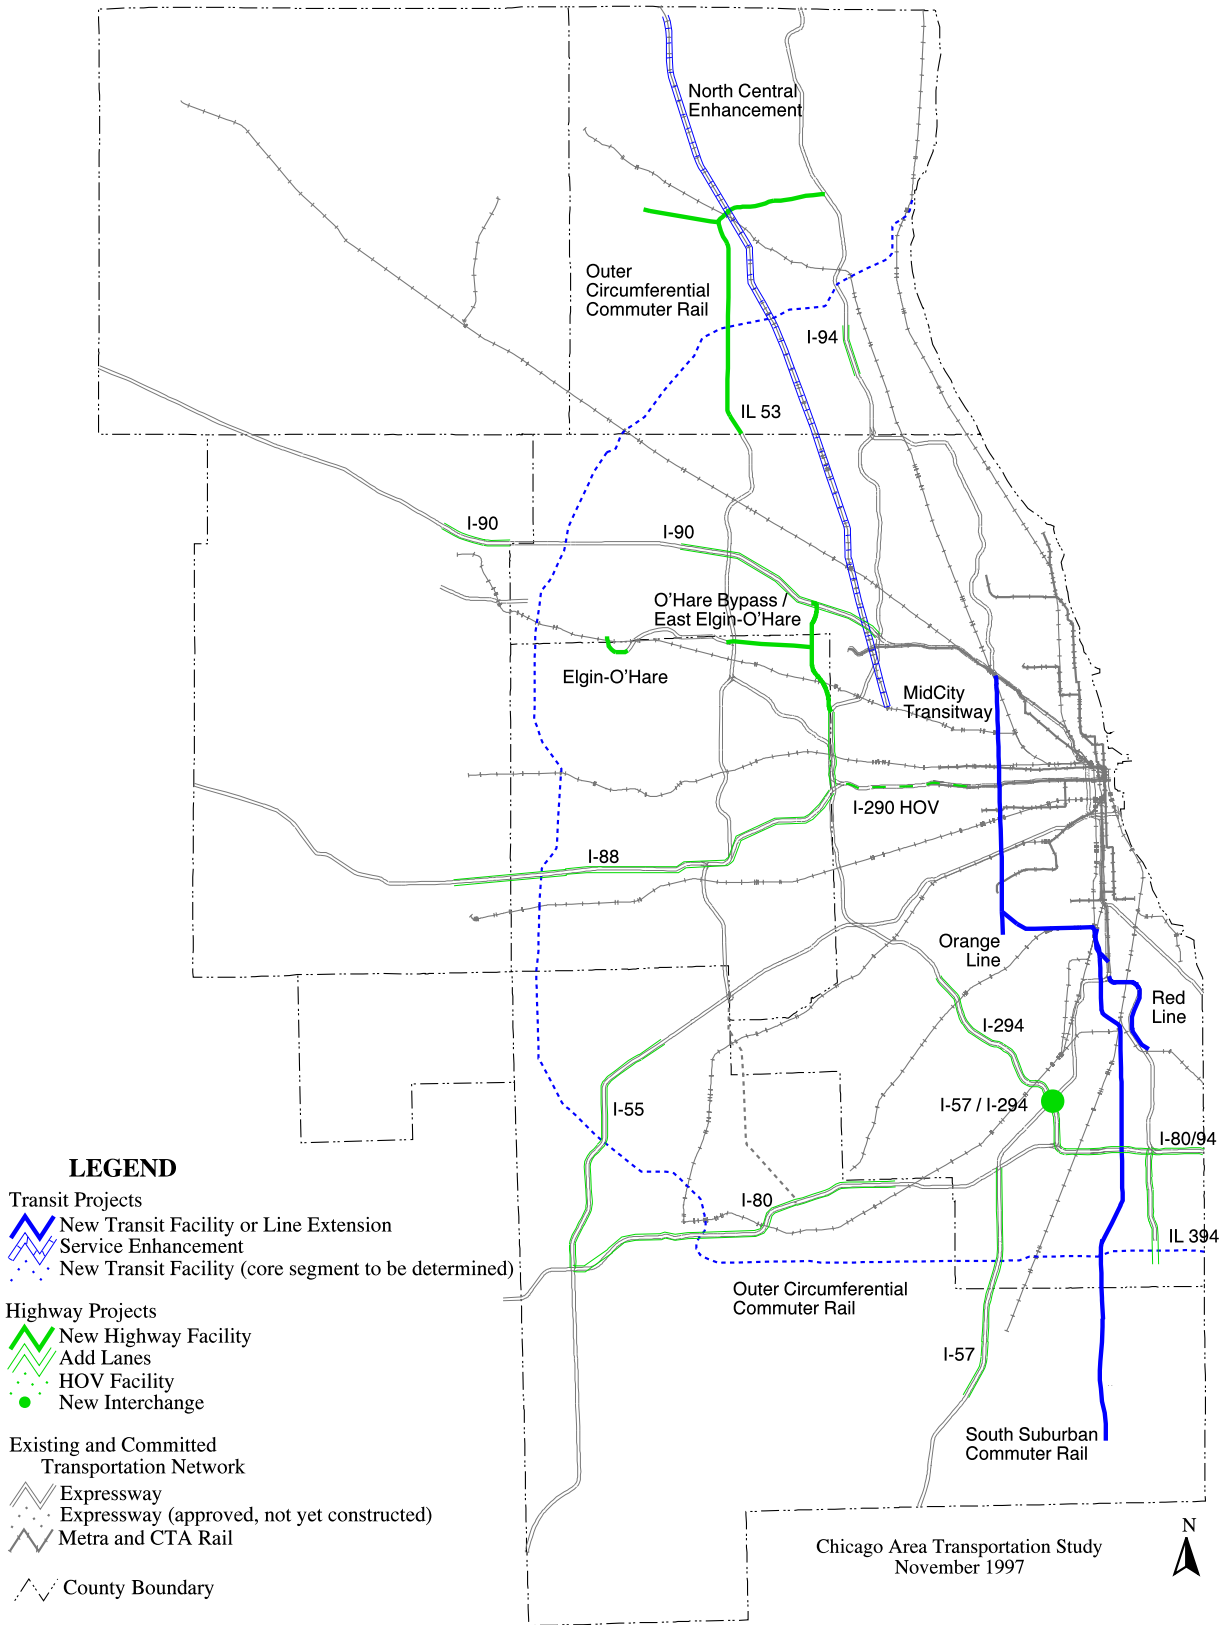 North Central
Enhancement
Outer
Circumferential
Commuter Rail
I-94
IL 53
I-90
I-90
O'Hare Bypass /
East Elgin-O'Hare
Elgin-O'Hare
MidCity
Transitway
I-290 HOV
I-88
Orange
Line
Red
Line
I-294
I-57 / I-294
I-55
I-80/94
I-80
IL 394
Outer Circumferential
Commuter Rail
I-57
South Suburban
Commuter Rail
LEGEND
Transit Projects
New Transit Facility or Line Extension
Service Enhancement
New Transit Facility (core segment to be determined)
Highway Projects
New Highway Facility
Add Lanes
HOV Facility
New Interchange
Existing and Committed
Transportation Network
Expressway
Expressway (approved, not yet constructed)
Metra and CTA Rail
County Boundary
Chicago Area Transportation Study
November 1997
N